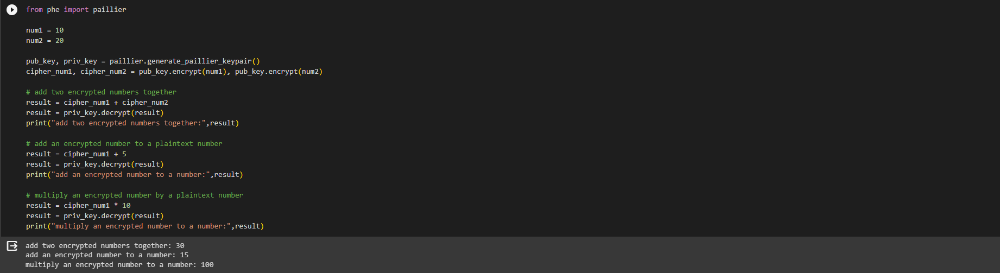 from phe import paillier
num1 = 10
num2 = 20
pub_key, priv_key = paillier.generate_paillier_keypair()
cipher_num1, cipher_num2 = pub_key.encrypt(num1), pub_key.encrypt(num2)
# add two encrypted numbers together
result = cipher_num1 + cipher_num2
result = priv_key.decrypt(result)
print("add two encrypted numbers together:",result)
# add an encrypted number to a plaintext number
result = cipher_num1 + 5
result = priv_key.decrypt(result)
print("add an encrypted number to a number:",result)
# multiply an encrypted number by a plaintext number
result = cipher_num1 * 10
result = priv_key.decrypt(result)
print("multiply an encrypted number to a number:",result)
add two encrypted numbers together: 30
add an encrypted number to a number: 15
multiply an encrypted number to a number: 100